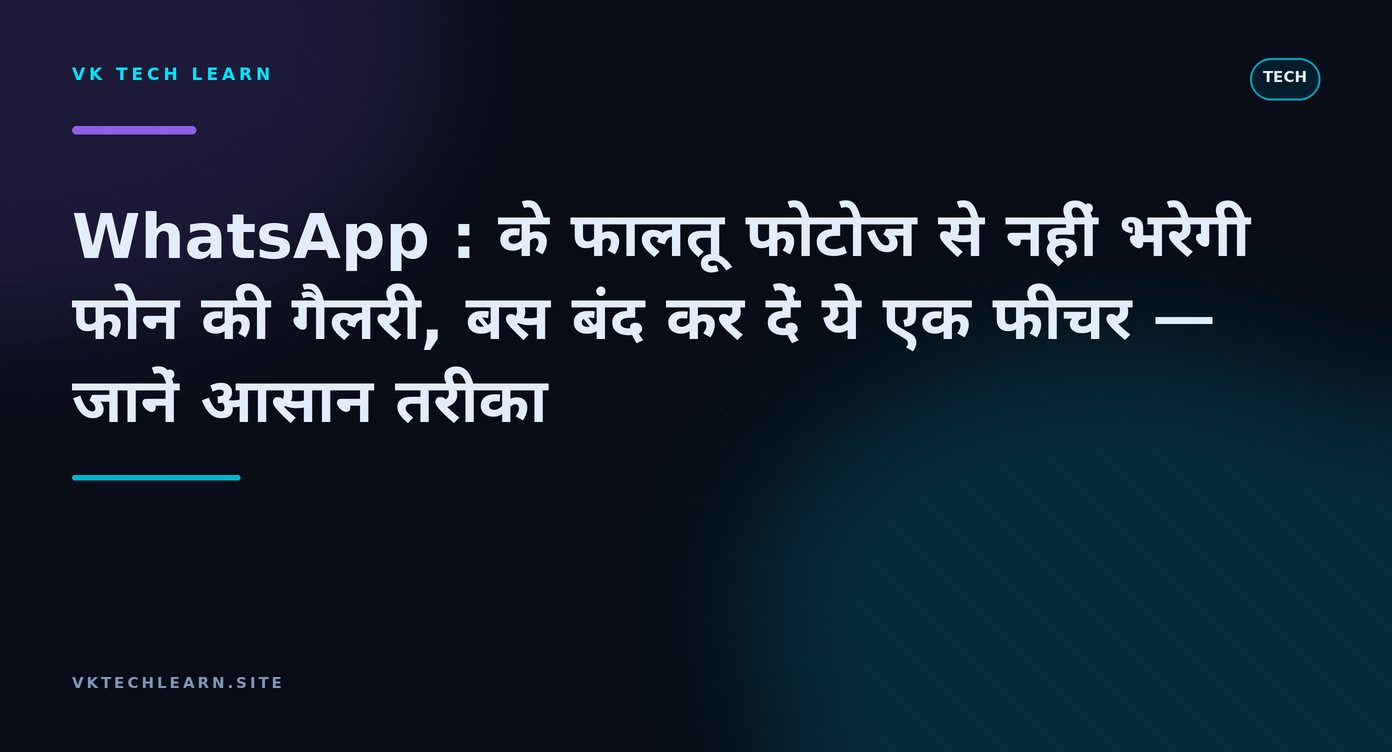 VK TECH LEARN
TECH
WhatsApp : के फालतू फोटोज से नहीं भरेगी
फोन की गैलरी, बस बंद कर दें ये एक फीचर —
जानें आसान तरीका
VKTECHLEARN.SITE